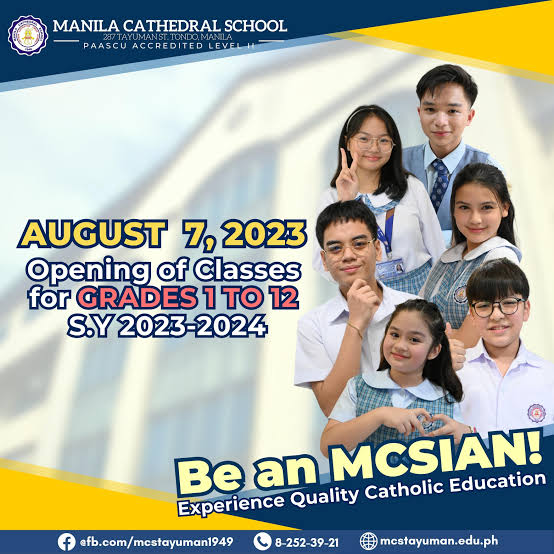 MANILA CATHEDRAL SCHOOL
287 TAYUMAN ST. TONDO, MANILA
PAASCU ACCREDITED LEVEL II
AUGUST 7, 2023
Opening of Classes
for GRADES 1 TO 12
S.Y 2023-2024
Be an MCSIAN!
Experience Quality Catholic Education
efb.com/mcstayuman1949 8-252-39-21 mcstayuman.edu.ph